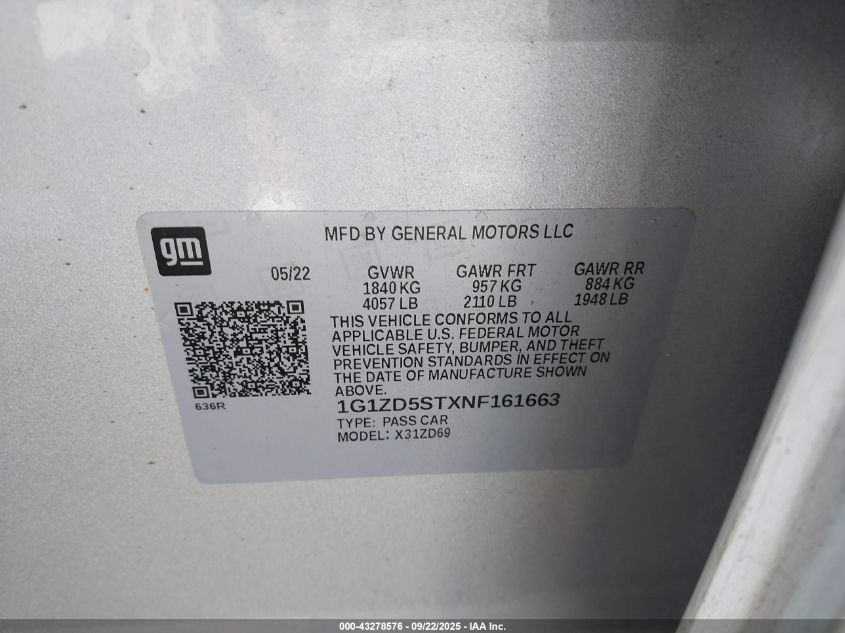 gm
MFD BY GENERAL MOTORS LLC
05/22 GVWR GAWR FRT GAWR RR
1840 KG 957 KG 884 KG
4057 LB 2110 LB 1948 LB
THIS VEHICLE CONFORMS TO ALL
APPLICABLE U.S. FEDERAL MOTOR
VEHICLE SAFETY, BUMPER, AND THEFT
PREVENTION STANDARDS IN EFFECT ON
THE DATE OF MANUFACTURE SHOWN
ABOVE.
636R
1G1ZD5STXNF161663
TYPE: PASS CAR
MODEL: X31ZD69
000-43278576 - 09/22/2025 - IAA Inc.